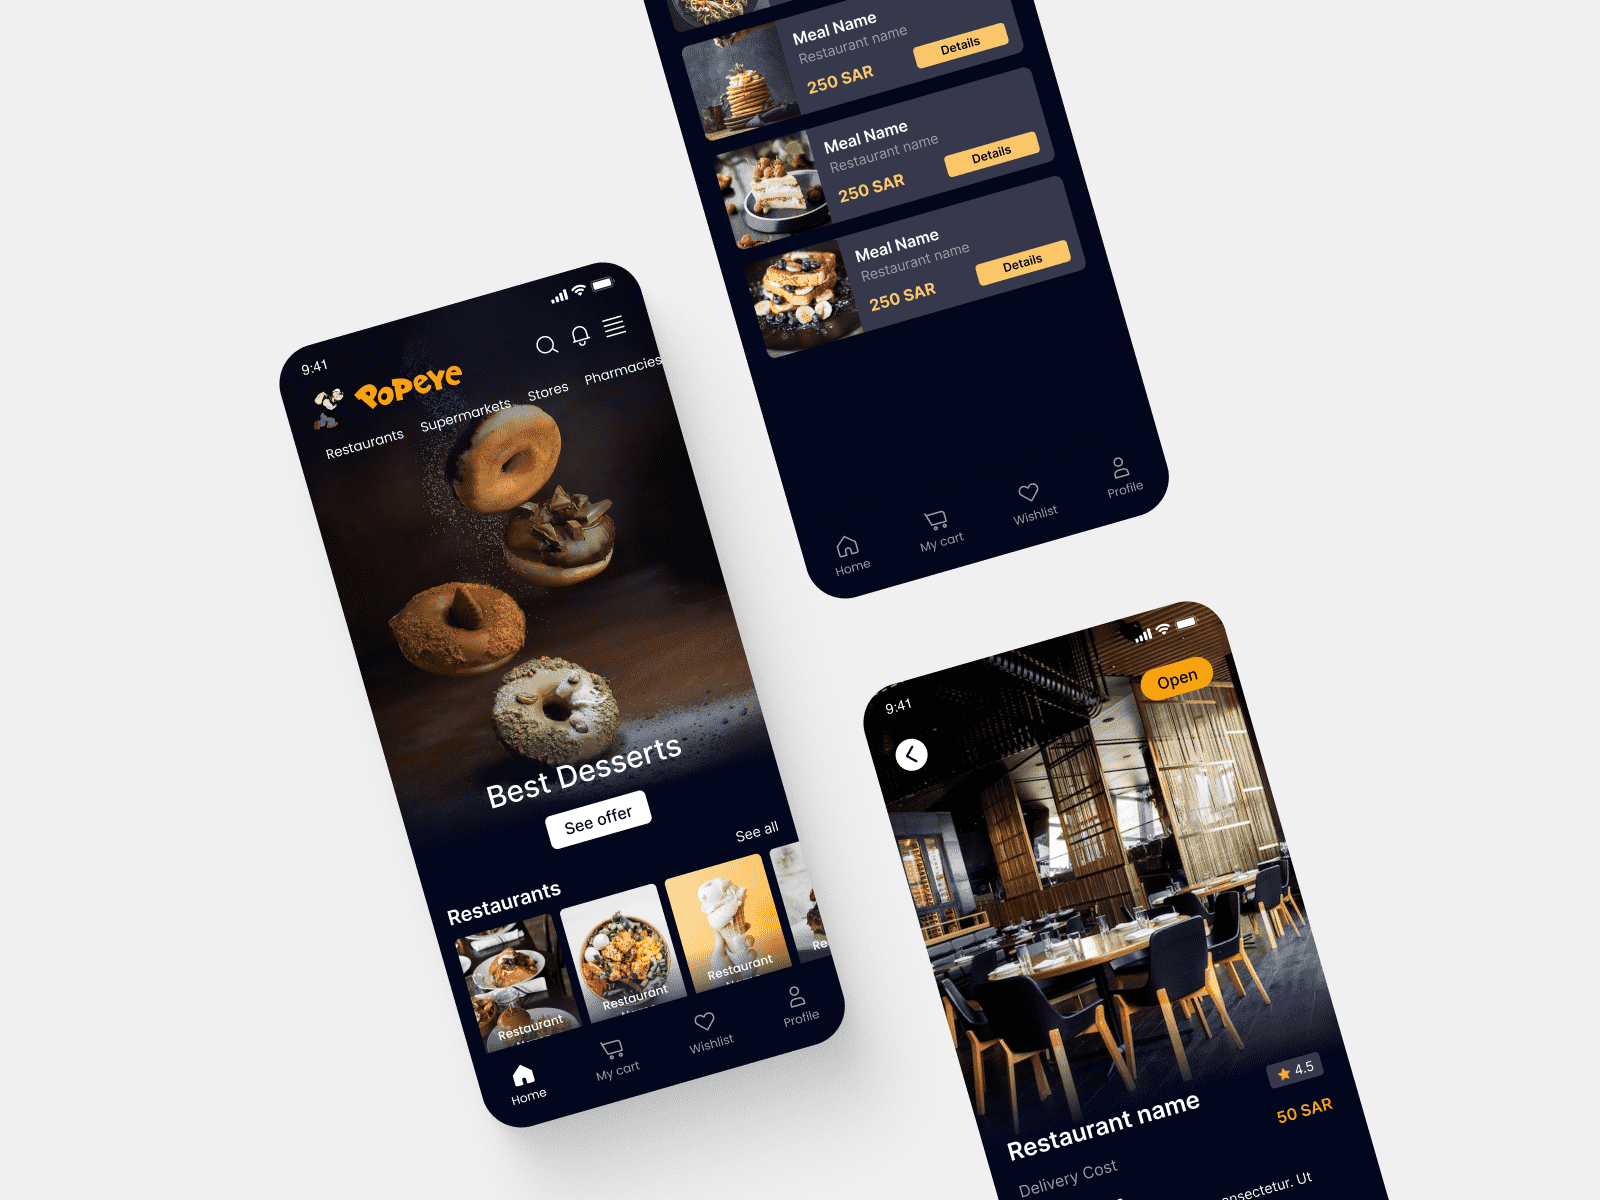 Meal Name
Restaurant name
250 SAR
Details
Meal Name
Restaurant name
250 SAR
Details
Meal Name
Restaurant name
250 SAR
Details
Home
My cart
Wishlist
Profile
9:41
POPEYE
Restaurants
Supermarkets
Stores
Pharmacies
Best Desserts
See offer
Restaurants
See all
Restaurant
Restaurant
Restaurant
Re
Home
My cart
Wishlist
Profile
9:41
Open
4.5
Restaurant name
50 SAR
Delivery Cost
onsectetur. Ut